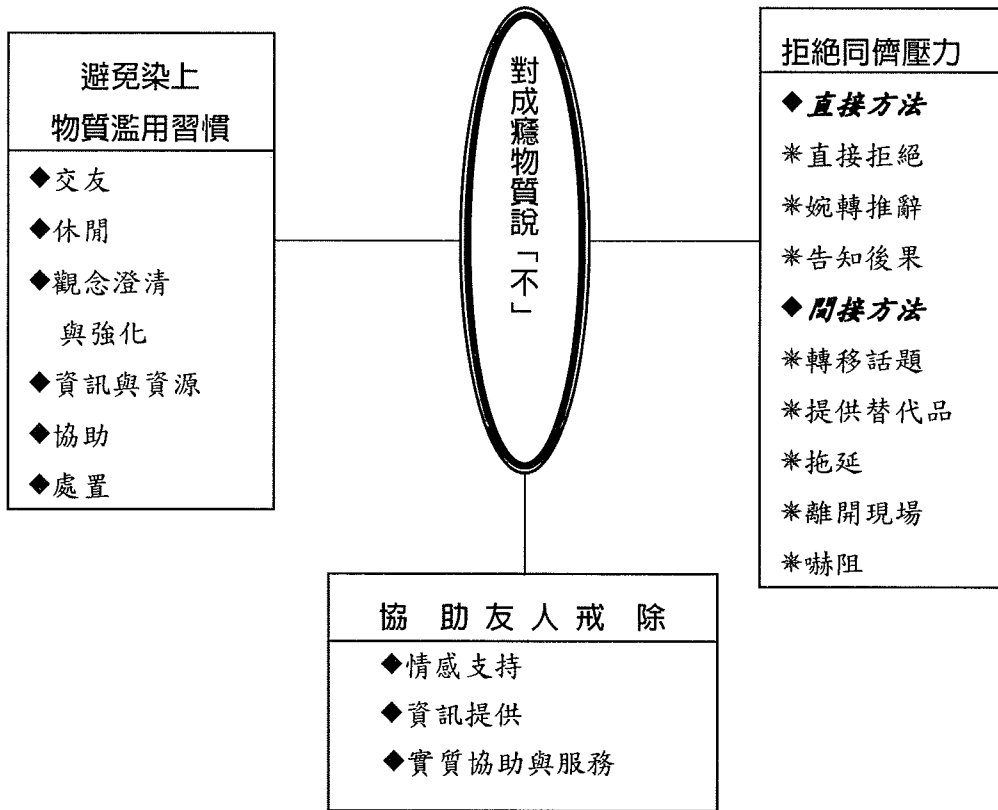 避免染上
物質濫用習慣
◆交友
◆休閒
◆觀念澄清
與強化
◆資訊與資源
◆協助
◆處置
對成癮物質說「不」
拒絕同儕壓力
◆直接方法
＊直接拒絕
＊婉轉推辭
＊告知後果
◆間接方法
＊轉移話題
＊提供替代品
＊拖延
＊離開現場
＊嚇阻
協 助 友 人 戒 除
◆情感支持
◆資訊提供
◆實質協助與服務